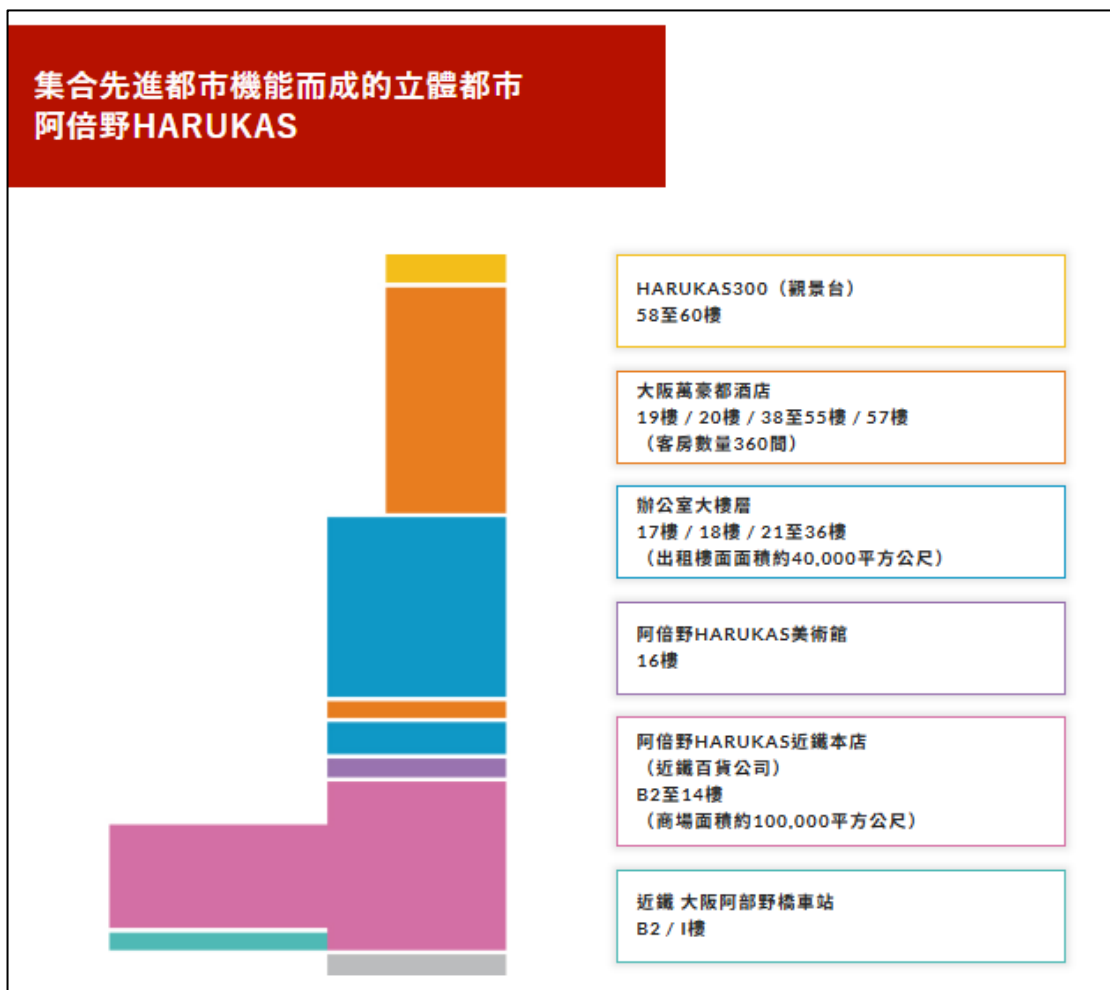 集合先進都市機能而成的立體都市
阿倍野HARUKAS
HARUKAS300（觀景台）
58至60樓
大阪萬豪都酒店
19樓 / 20樓 / 38至55樓 / 57樓
（客房數量360間）
辦公室大樓層
17樓 / 18樓 / 21至36樓
（出租樓面面積約40,000平方公尺）
阿倍野HARUKAS美術館
16樓
阿倍野HARUKAS近鐵本店
（近鐵百貨公司）
B2至14樓
（商場面積約100,000平方公尺）
近鐵 大阪阿部野橋車站
B2 / I樓